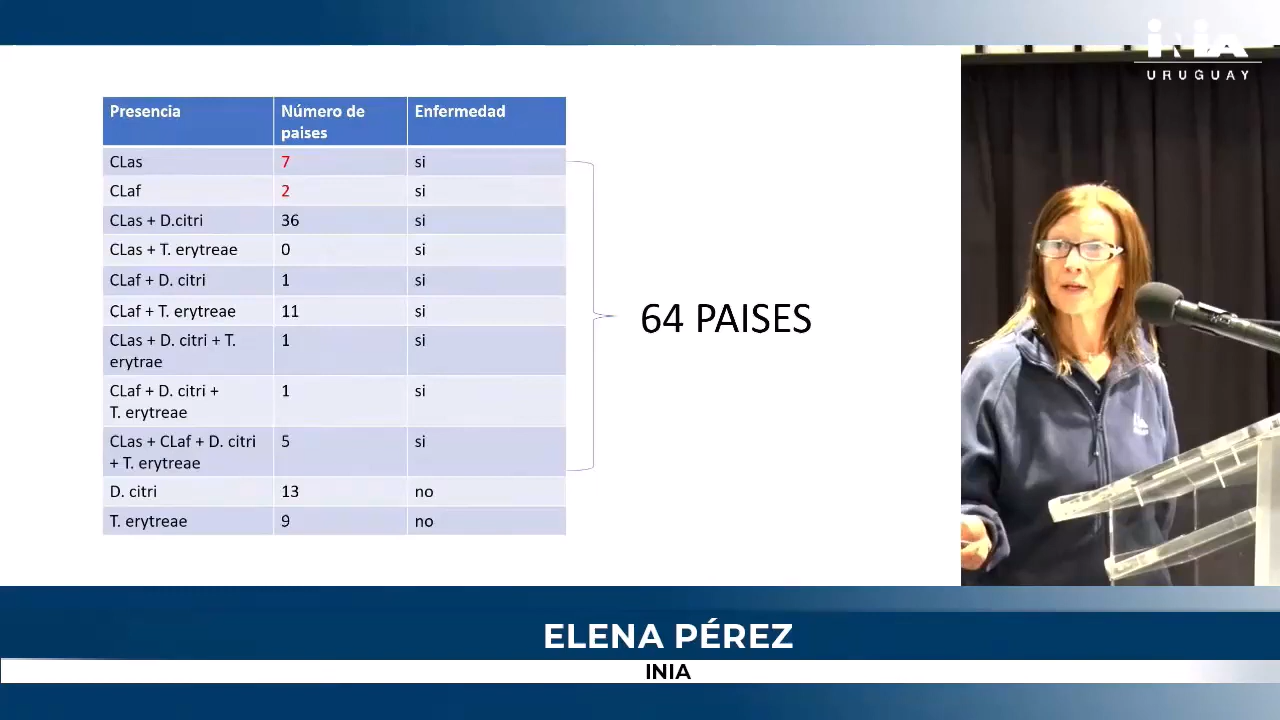 INIA
URUGUAY
Presencia Número de Enfermedad
paises
CLas 7 si
CLaf 2 si
CLas + D.citri 36 si
CLas + T. erytreae 0 si
CLaf + D. citri 1 si
CLaf + T. erytreae 11 si
CLas + D. citri + T. 1 si
erytrae
CLaf + D. citri + 1 si
T. erytreae
CLas + CLaf + D. citri 5 si
+ T. erytreae
D. citri 13 no
T. erytreae 9 no
64 PAISES
ELENA PÉREZ
INIA